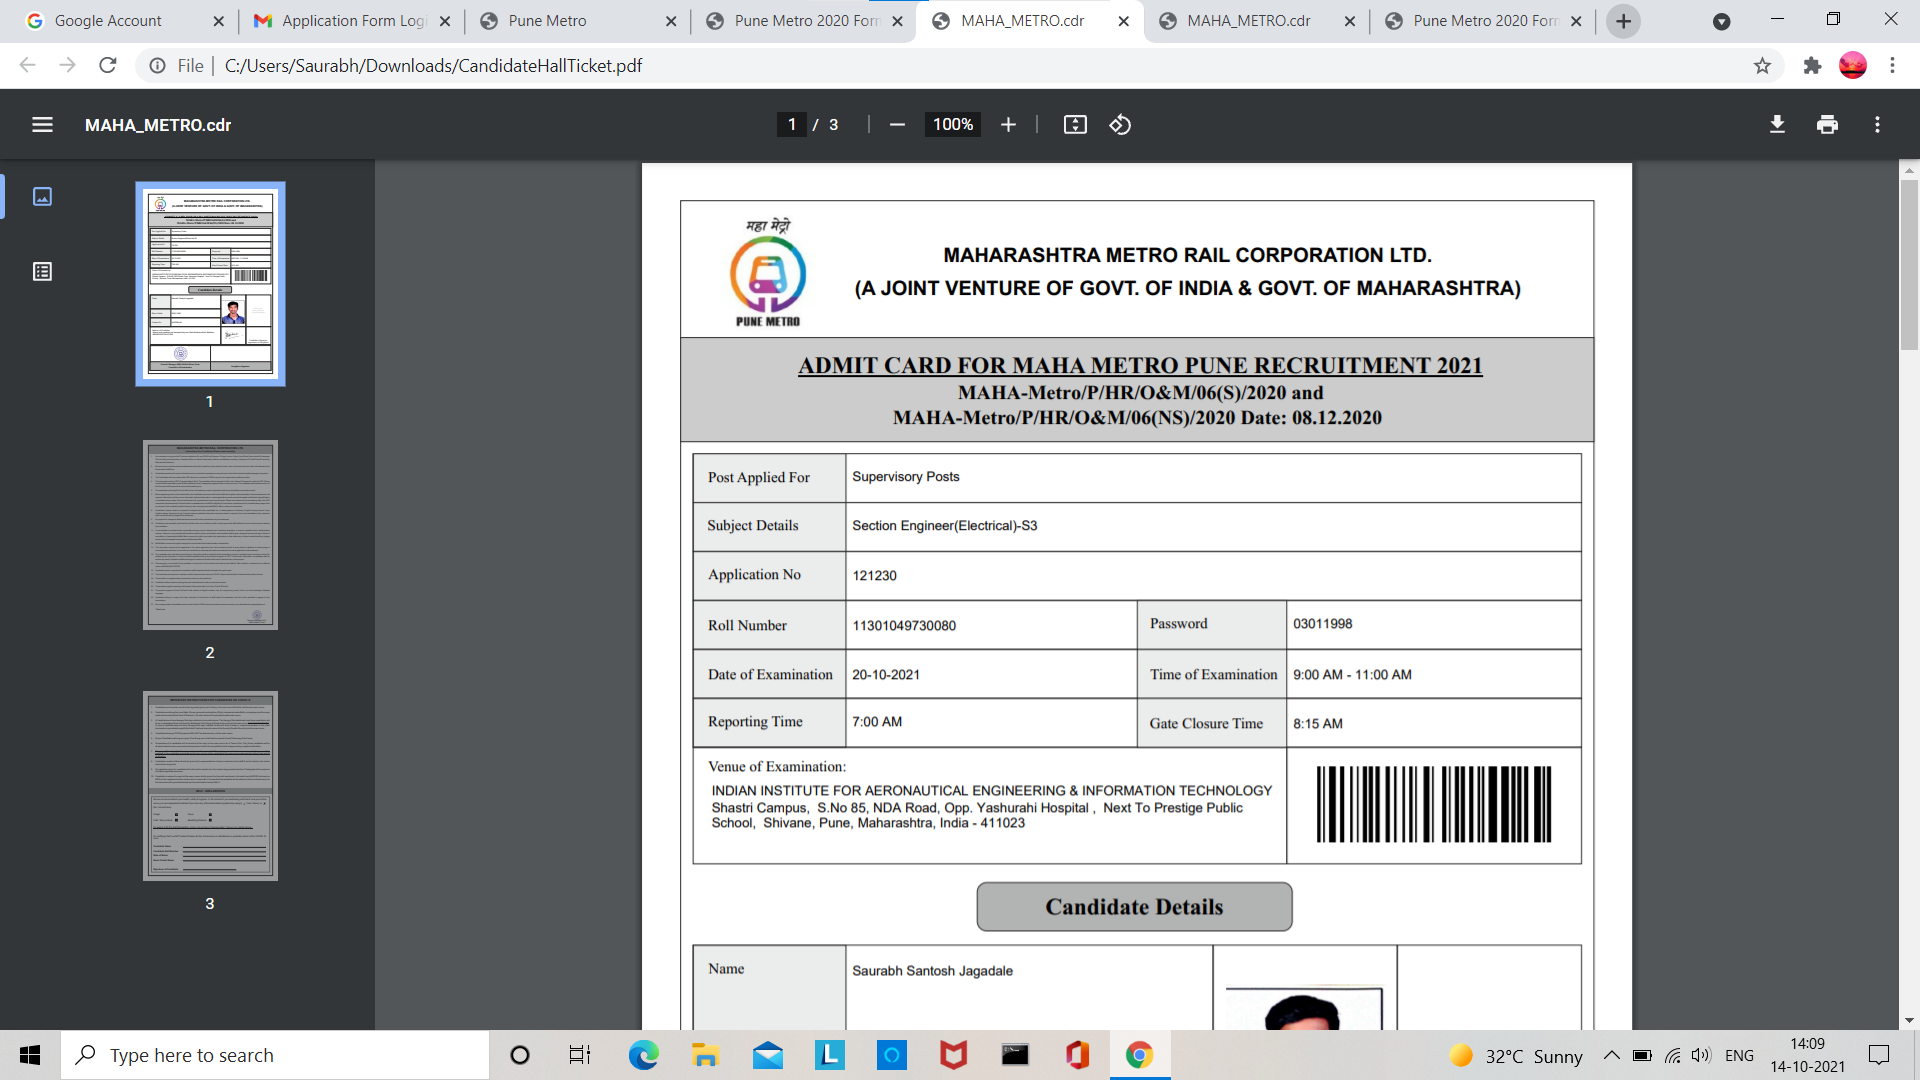 Google Account
Application Form Logi
Pune Metro
Pune Metro 2020 Form
MAHA_METRO.cdr
MAHA_METRO.cdr
Pune Metro 2020 Form
File
C:/Users/Saurabh/Downloads/CandidateHallTicket.pdf
MAHA_METRO.cdr
1 / 3
100%
1
2
3
महा मेट्रो
PUNE METRO
MAHARASHTRA METRO RAIL CORPORATION LTD.
(A JOINT VENTURE OF GOVT. OF INDIA & GOVT. OF MAHARASHTRA)
ADMIT CARD FOR MAHA METRO PUNE RECRUITMENT 2021
MAHA-Metro/P/HR/O&M/06(S)/2020 and
MAHA-Metro/P/HR/O&M/06(NS)/2020 Date: 08.12.2020
Post Applied For Supervisory Posts
Subject Details Section Engineer(Electrical)-S3
Application No 121230
Roll Number 11301049730080 Password 03011998
Date of Examination 20-10-2021 Time of Examination 9:00 AM - 11:00 AM
Reporting Time 7:00 AM Gate Closure Time 8:15 AM
Venue of Examination:
INDIAN INSTITUTE FOR AERONAUTICAL ENGINEERING & INFORMATION TECHNOLOGY
Shastri Campus, S.No 85, NDA Road, Opp. Yashurahi Hospital , Next To Prestige Public
School, Shivane, Pune, Maharashtra, India - 411023
Candidate Details
Name Saurabh Santosh Jagadale
Type here to search
L
32°C Sunny
ENG
14:09
14-10-2021